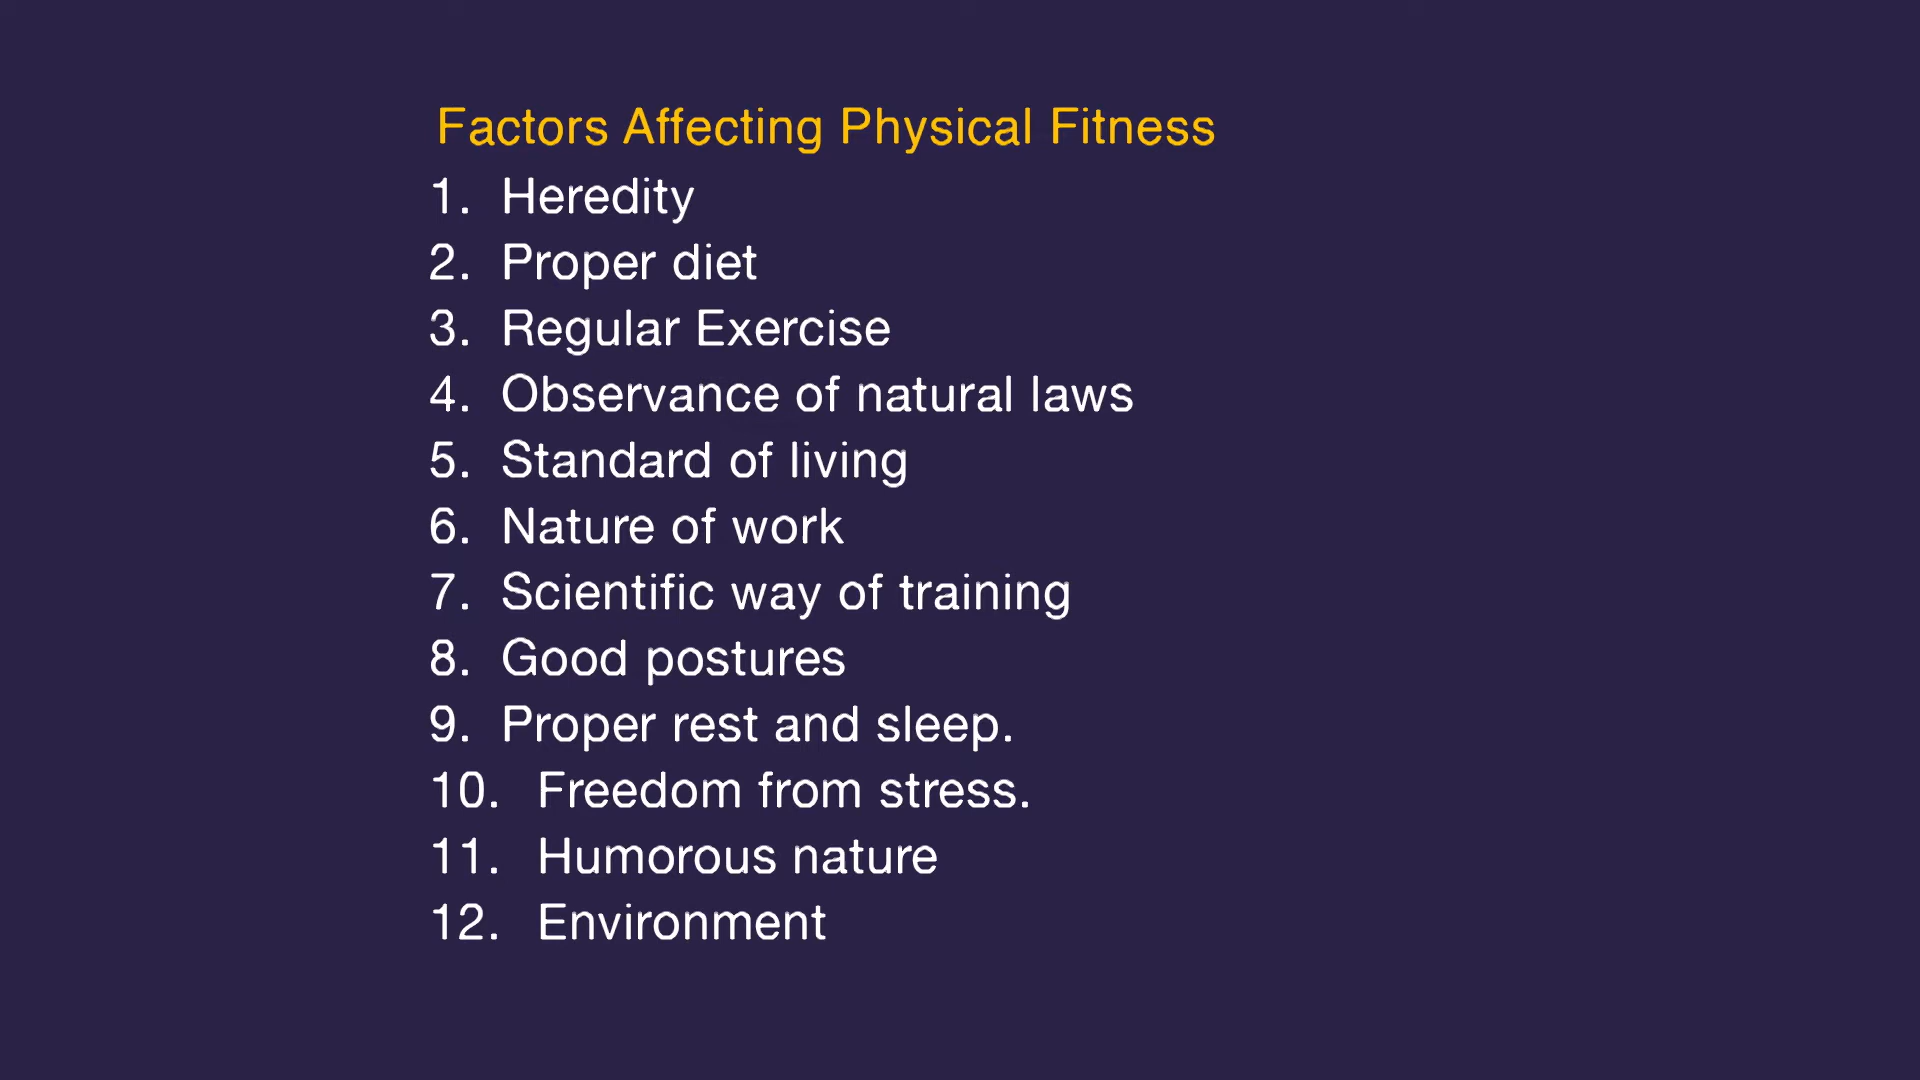 Factors Affecting Physical Fitness
1. Heredity
2. Proper diet
3. Regular Exercise
4. Observance of natural laws
5. Standard of living
6. Nature of work
7. Scientific way of training
8. Good postures
9. Proper rest and sleep.
10. Freedom from stress.
11. Humorous nature
12. Environment